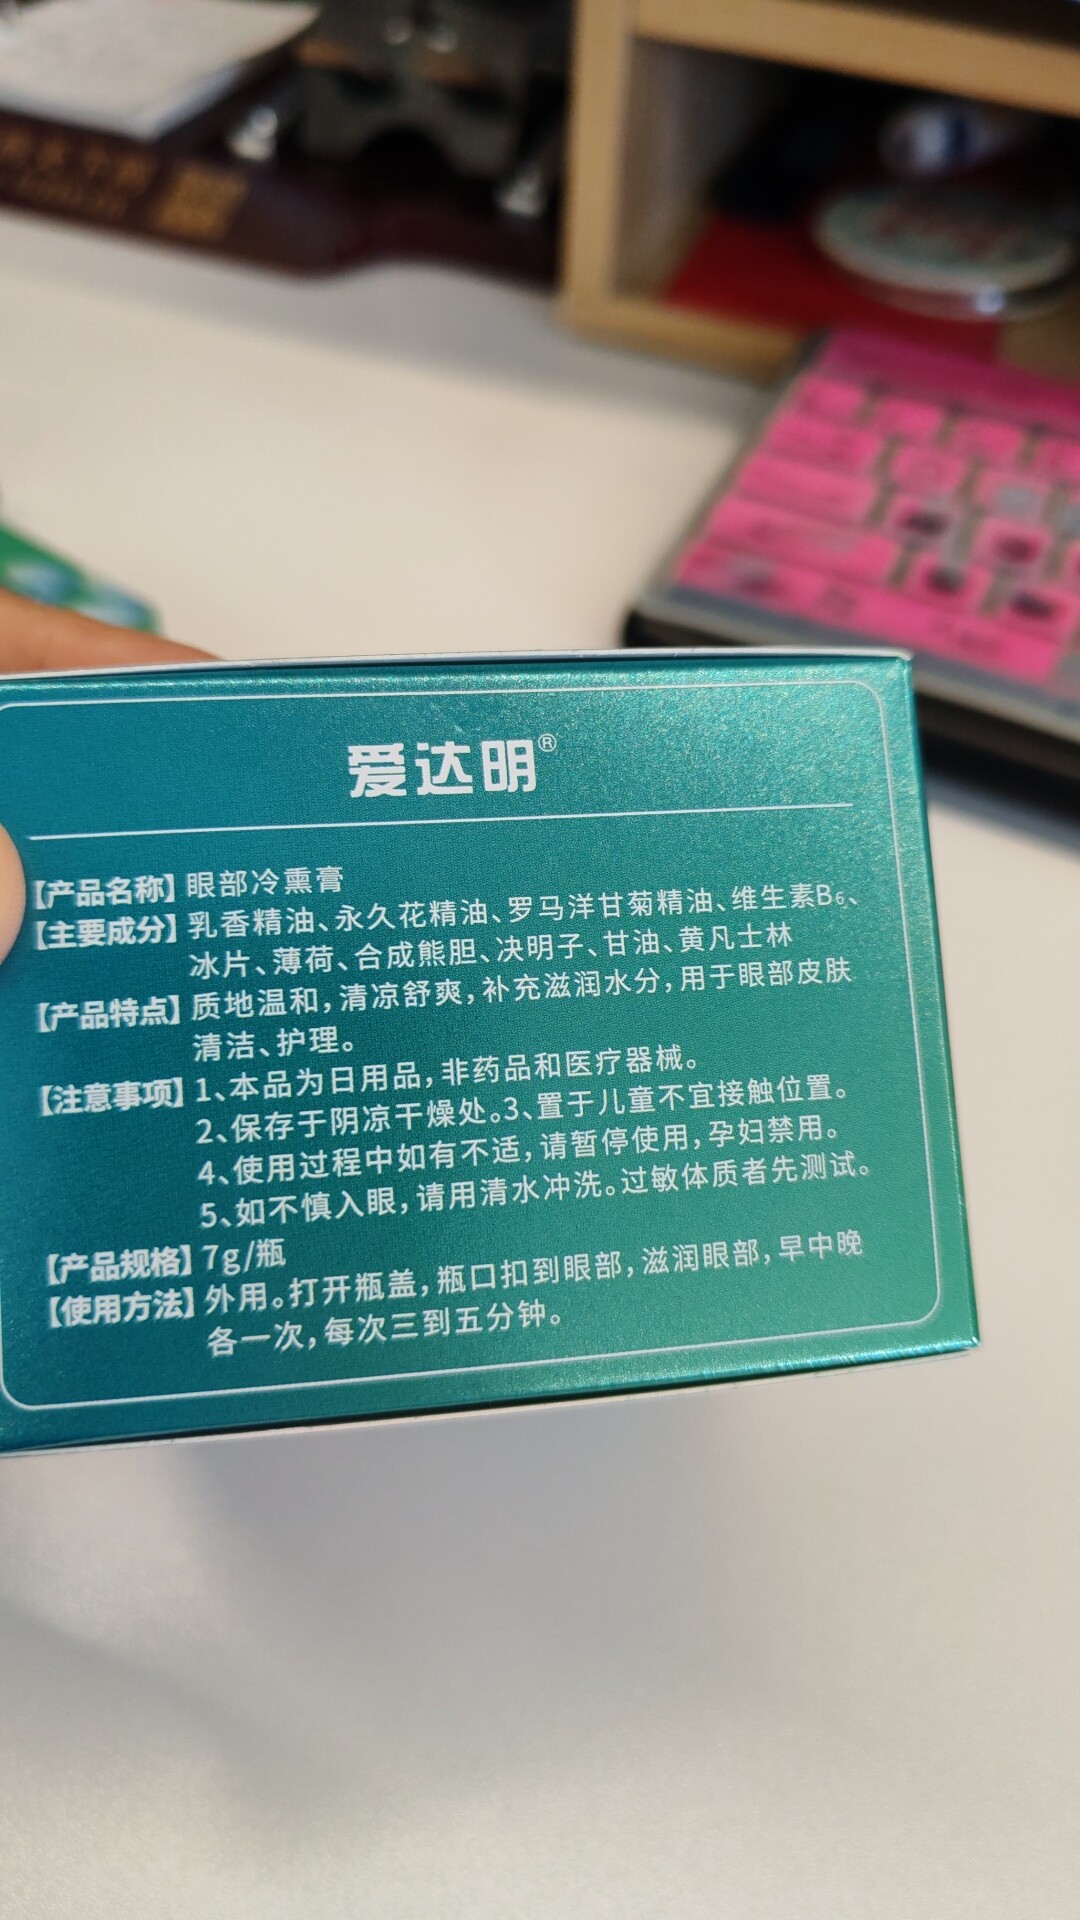 爱达明®
【产品名称】眼部冷熏膏
【主要成分】乳香精油、永久花精油、罗马洋甘菊精油、维生素B₆、
冰片、薄荷、合成熊胆、决明子、甘油、黄凡士林
【产品特点】质地温和，清凉舒爽，补充滋润水分，用于眼部皮肤
清洁、护理。
【注意事项】1、本品为日用品，非药品和医疗器械。
2、保存于阴凉干燥处。3、置于儿童不宜接触位置。
4、使用过程中如有不适，请暂停使用，孕妇禁用。
5、如不慎入眼，请用清水冲洗。过敏体质者先测试。
【产品规格】7g/瓶
【使用方法】外用。打开瓶盖，瓶口扣到眼部，滋润眼部，早中晚
各一次，每次三到五分钟。